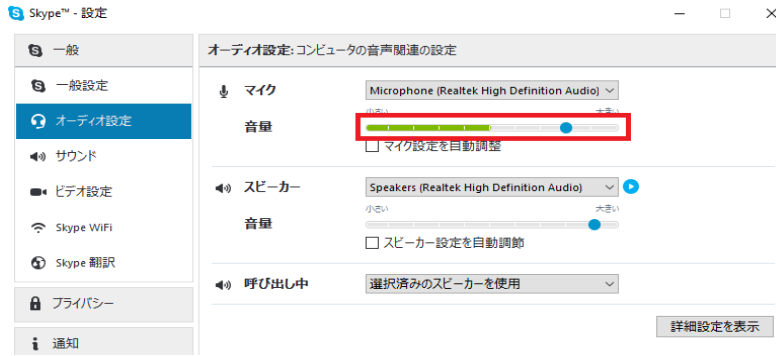 Skype™ - 設定
一般
一般設定
オーディオ設定
サウンド
ビデオ設定
Skype WiFi
Skype 翻訳
プライバシー
通知
オーディオ設定: コンピュータの音声関連の設定
マイク
Microphone (Realtek High Definition Audio)
小さい 大きい
音量
マイク設定を自動調整
スピーカー
Speakers (Realtek High Definition Audio)
小さい 大きい
音量
スピーカー設定を自動調節
呼び出し中
選択済みのスピーカーを使用
詳細設定を表示